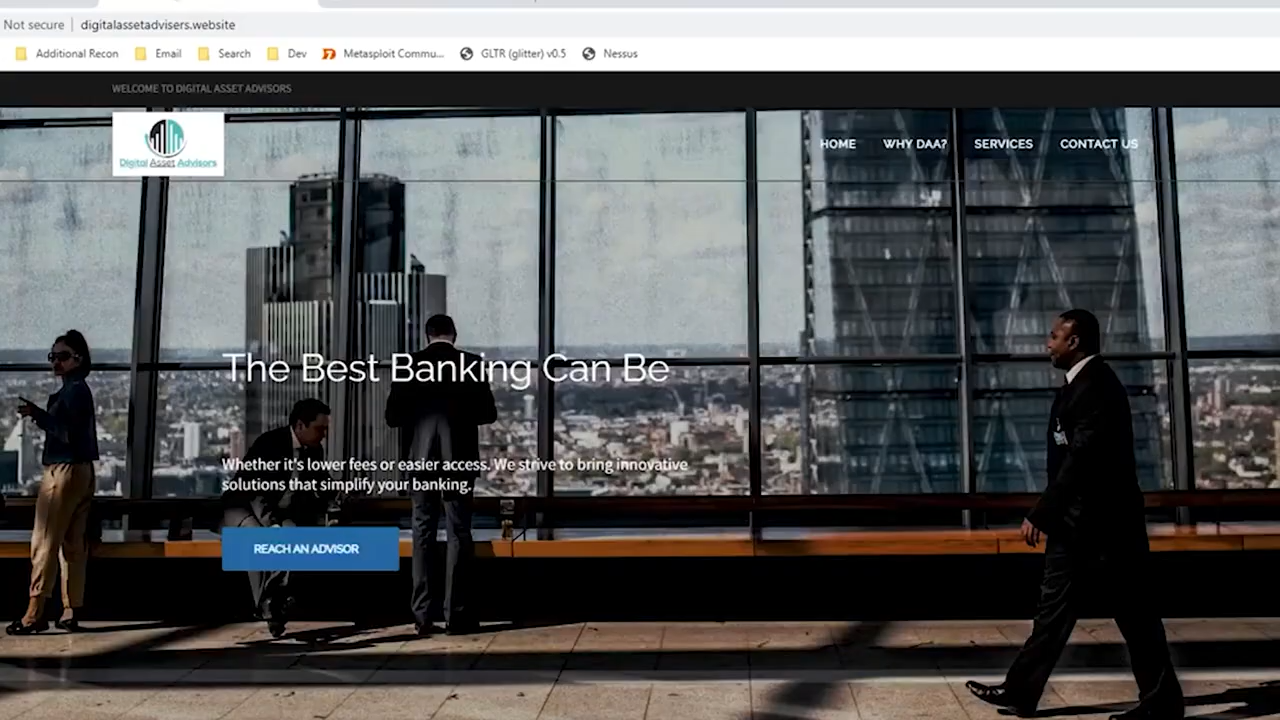 Not secure | digitalassetadvisers.website
Additional Recon Email Search Dev Metasploit Commu... GLTR (glitter) v0.5 Nessus
WELCOME TO DIGITAL ASSET ADVISORS
Digital Asset Advisors
HOME WHY DAA? SERVICES CONTACT US
The Best Banking Can Be
Whether it's lower fees or easier access. We strive to bring innovative
solutions that simplify your banking.
REACH AN ADVISOR